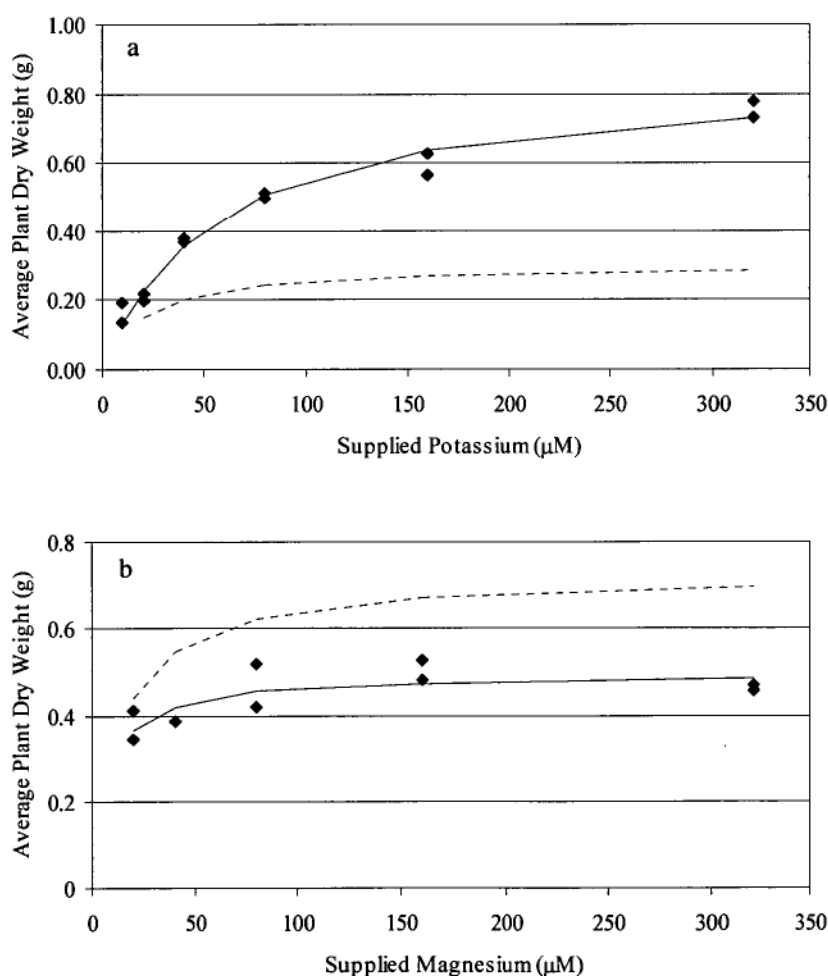 a
Average Plant Dry Weight (g)
1.00
0.80
0.60
0.40
0.20
0.00
0 50 100 150 200 250 300 350
Supplied Potassium (μM)
b
Average Plant Dry Weight (g)
0.8
0.6
0.4
0.2
0
0 50 100 150 200 250 300 350
Supplied Magnesium (μM)